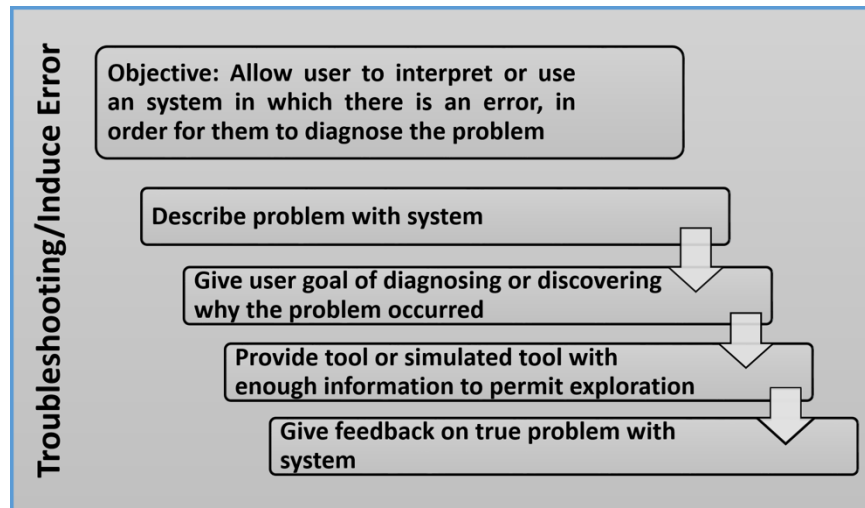 Troubleshooting/Induce Error
Objective: Allow user to interpret or use
an system in which there is an error, in
order for them to diagnose the problem
Describe problem with system
Give user goal of diagnosing or discovering
why the problem occurred
Provide tool or simulated tool with
enough information to permit exploration
Give feedback on true problem with
system